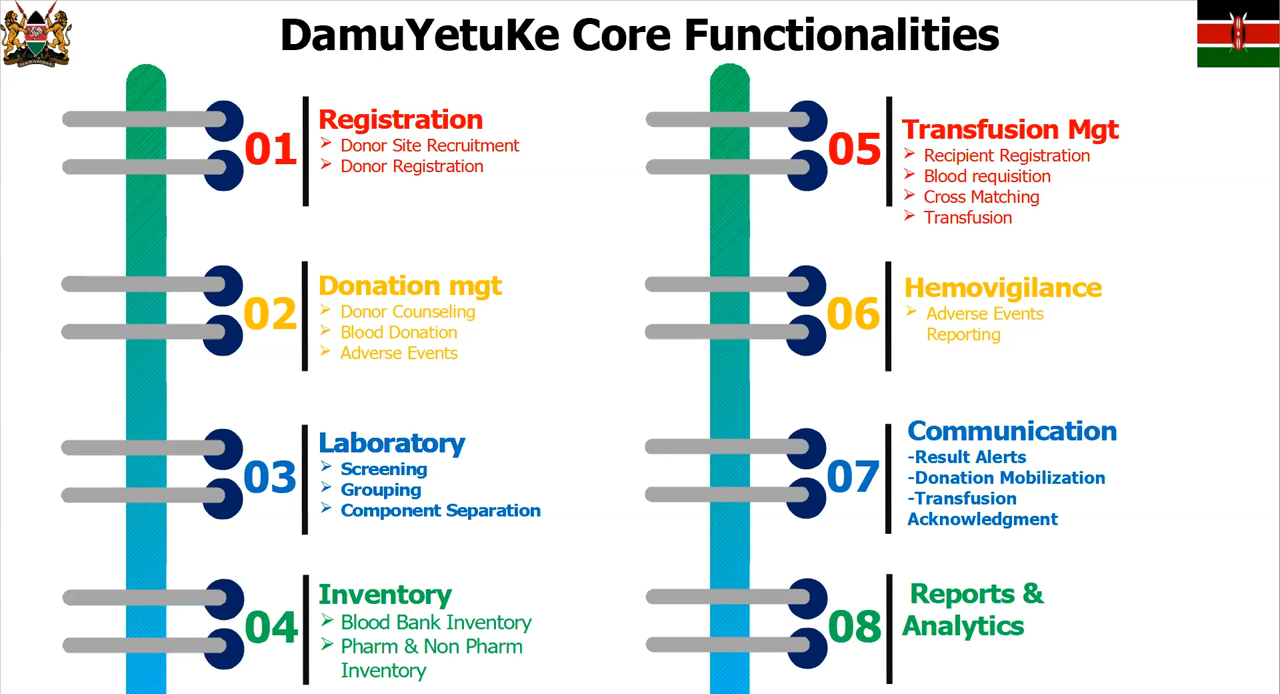 DamuYetuKe Core Functionalities
01
Registration
Donor Site Recruitment
Donor Registration
02
Donation mgt
Donor Counseling
Blood Donation
Adverse Events
03
Laboratory
Screening
Grouping
Component Separation
04
Inventory
Blood Bank Inventory
Pharm & Non Pharm
Inventory
05
Transfusion Mgt
Recipient Registration
Blood requisition
Cross Matching
Transfusion
06
Hemovigilance
Adverse Events
Reporting
07
Communication
-Result Alerts
-Donation Mobilization
-Transfusion
Acknowledgment
08
Reports &
Analytics